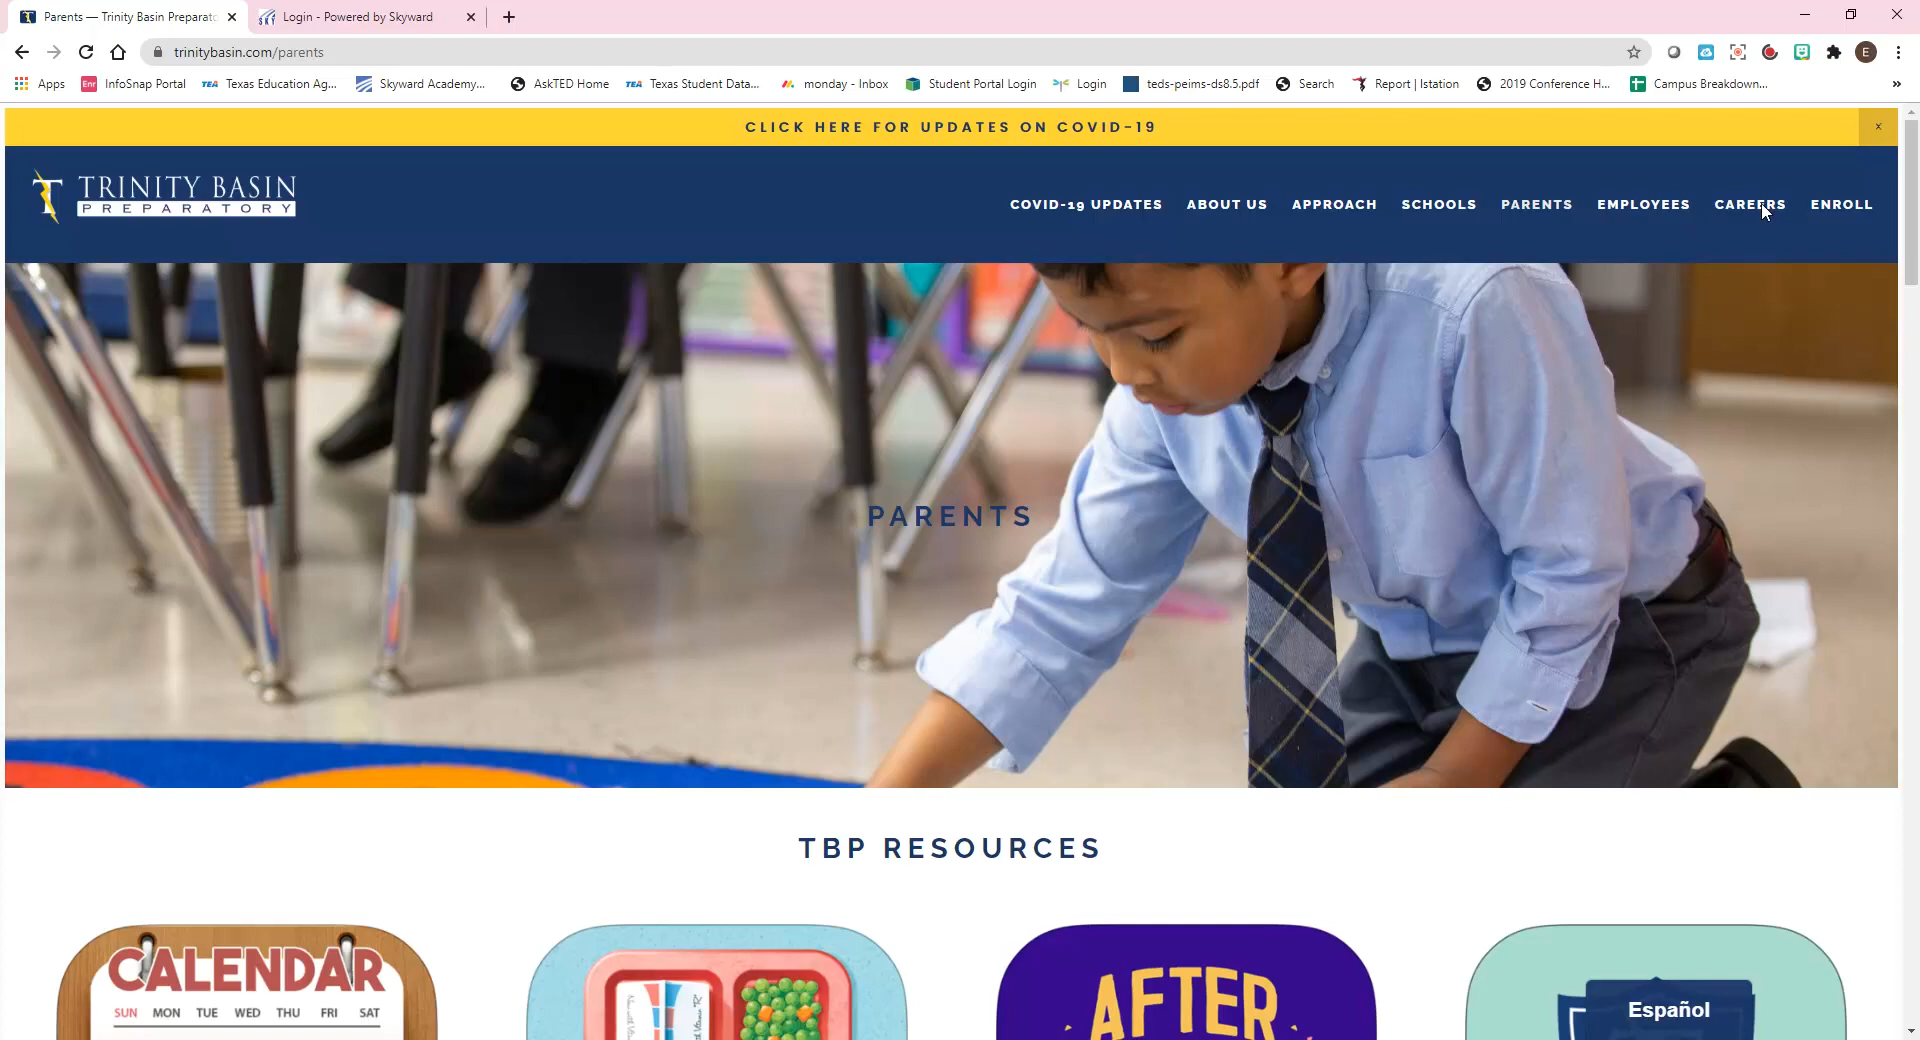 Parents — Trinity Basin Preparato
Login - Powered by Skyward
trinitybasin.com/parents
E
Apps
Enr InfoSnap Portal
TEA Texas Education Ag...
Skyward Academy...
AskTED Home
TEA Texas Student Data...
monday - Inbox
Student Portal Login
Login
teds-peims-ds8.5.pdf
Search
Report | Istation
2019 Conference H...
Campus Breakdown...
»
CLICK HERE FOR UPDATES ON COVID-19
x
T TRINITY BASIN
PREPARATORY
COVID-19 UPDATES ABOUT US APPROACH SCHOOLS PARENTS EMPLOYEES CAREERS ENROLL
PARENTS
TBP RESOURCES
CALENDAR
SUN MON TUE WED THU FRI SAT
AFTER
Español